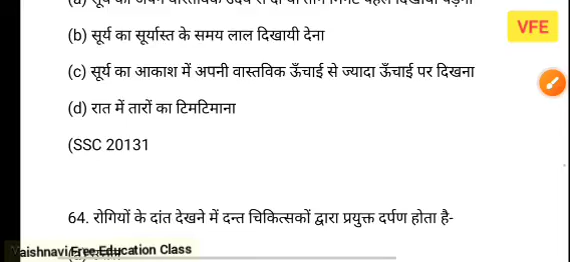 VFE
(b) सूर्य का सूर्यास्त के समय लाल दिखायी देना
(c) सूर्य का आकाश में अपनी वास्तविक ऊँचाई से ज्यादा ऊँचाई पर दिखना
(d) रात में तारों का टिमटिमाना
(SSC 20131
64. रोगियों के दांत देखने में दन्त चिकित्सकों द्वारा प्रयुक्त दर्पण होता है-
Vaishnavi Free Education Class